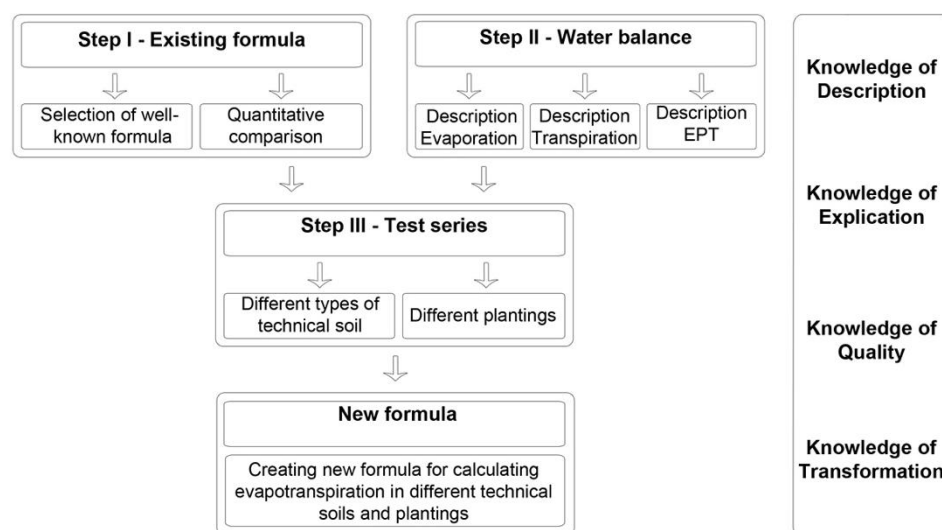 Step I - Existing formula
Selection of well-
known formula
Quantitative
comparison
Step II - Water balance
Description
Evaporation
Description
Transpiration
Description
EPT
Step III - Test series
Different types of
technical soil
Different plantings
New formula
Creating new formula for calculating
evapotranspiration in different technical
soils and plantings
Knowledge of
Description
Knowledge of
Explication
Knowledge of
Quality
Knowledge of
Transformation